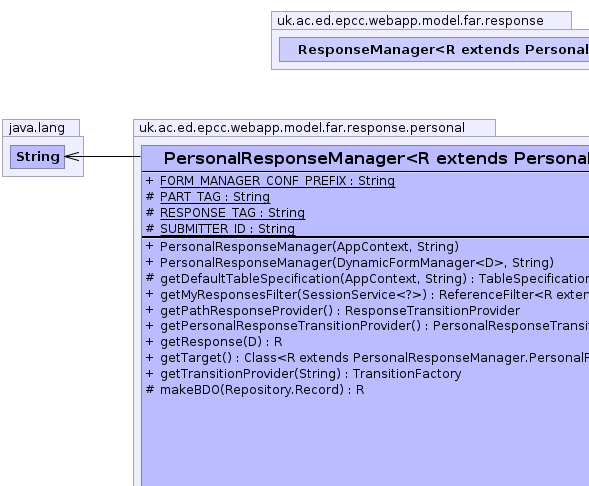 uk.ac.ed.epcc.webapp.model.far.response
ResponseManager<R extends Personal
java.lang
String
uk.ac.ed.epcc.webapp.model.far.response.personal
PersonalResponseManager<R extends Persona
+ FORM_MANAGER_CONF_PREFIX : String
# PART_TAG : String
# RESPONSE_TAG : String
# SUBMITTER_ID : String
+ PersonalResponseManager(AppContext, String)
+ PersonalResponseManager(DynamicFormManager<D>, String)
# getDefaultTableSpecification(AppContext, String) : TableSpecification
+ getMyResponsesFilter(SessionService<?>) : ReferenceFilter<R exten
+ getPathResponseProvider() : ResponseTransitionProvider
+ getPersonalResponseTransitionProvider() : PersonalResponseTransit
+ getResponse(D) : R
+ getTarget() : Class<R extends PersonalResponseManager.PersonalR
+ getTransitionProvider(String) : TransitionFactory
# makeBDO(Repository.Record) : R